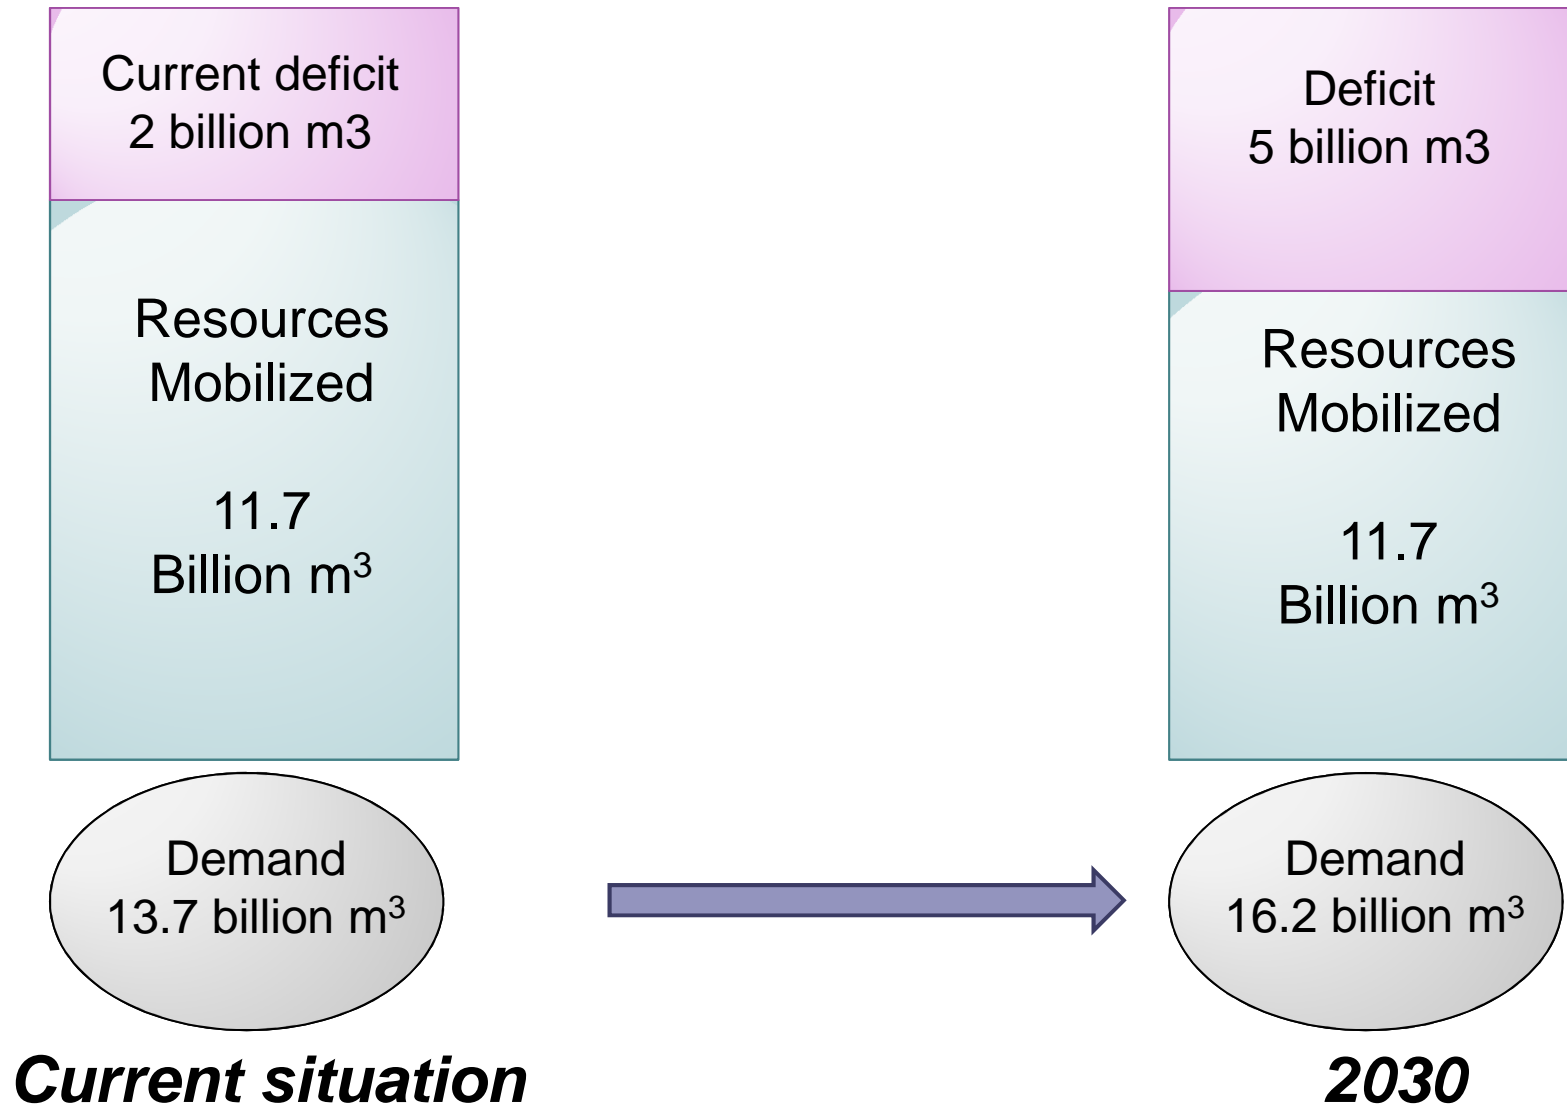 Current deficit
2 billion m3
Resources
Mobilized
11.7
Billion m³
Demand
13.7 billion m³
Current situation
Deficit
5 billion m3
Resources
Mobilized
11.7
Billion m³
Demand
16.2 billion m³
2030